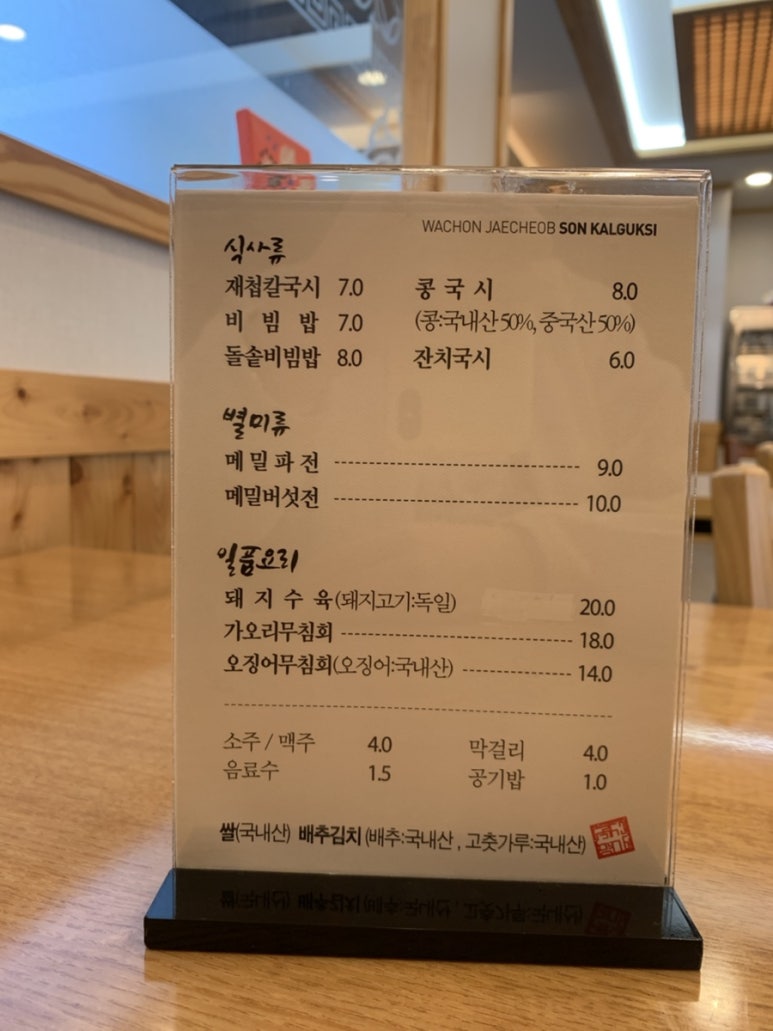 WACHON JAECHEOB SON KALGUKSI
식사류
재첩칼국시 7.0 콩국시 8.0
비빔밥 7.0 (콩:국내산 50%, 중국산 50%)
돌솥비빔밥 8.0 잔치국시 6.0
별미류
메밀파전 9.0
메밀버섯전 10.0
일품요리
돼지수육(돼지고기:독일) 20.0
가오리무침회 18.0
오징어무침회(오징어:국내산) 14.0
소주 / 맥주 4.0 막걸리 4.0
음료수 1.5 공기밥 1.0
쌀(국내산) 배추김치 (배추:국내산 , 고춧가루:국내산)